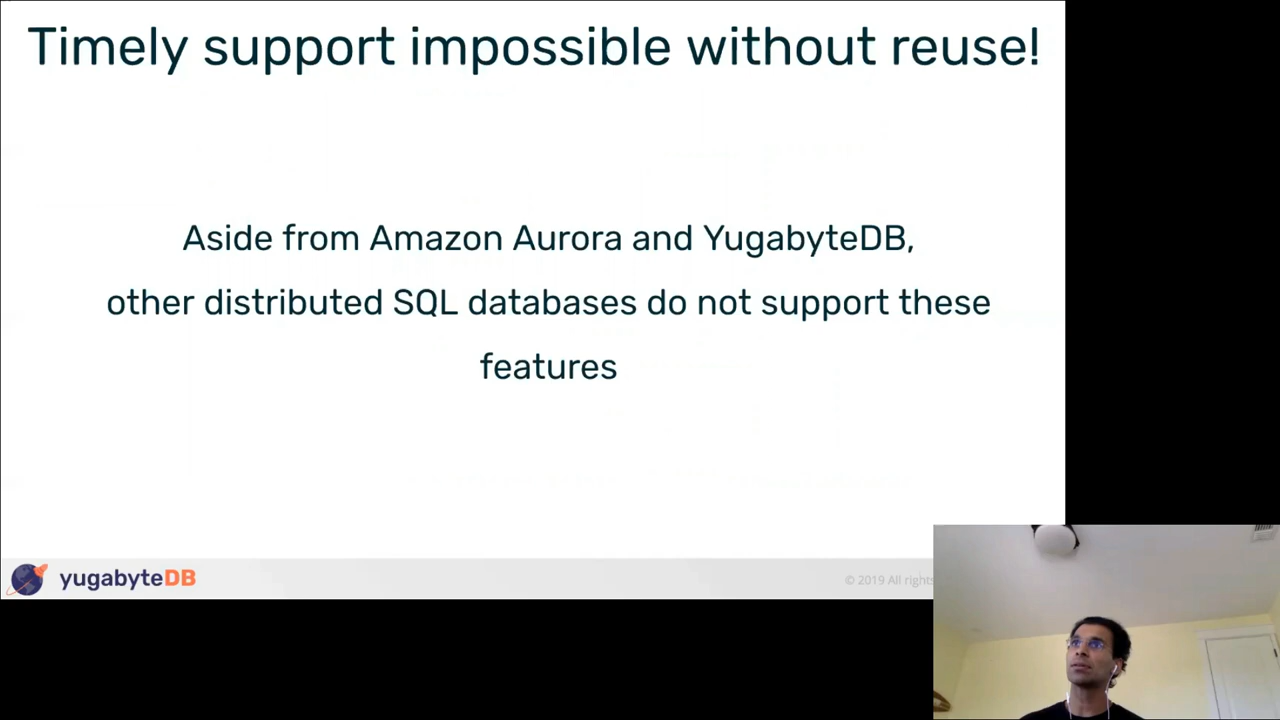 Timely support impossible without reuse!
Aside from Amazon Aurora and YugabyteDB,
other distributed SQL databases do not support these
features
yugabyteDB
© 2019 All rights